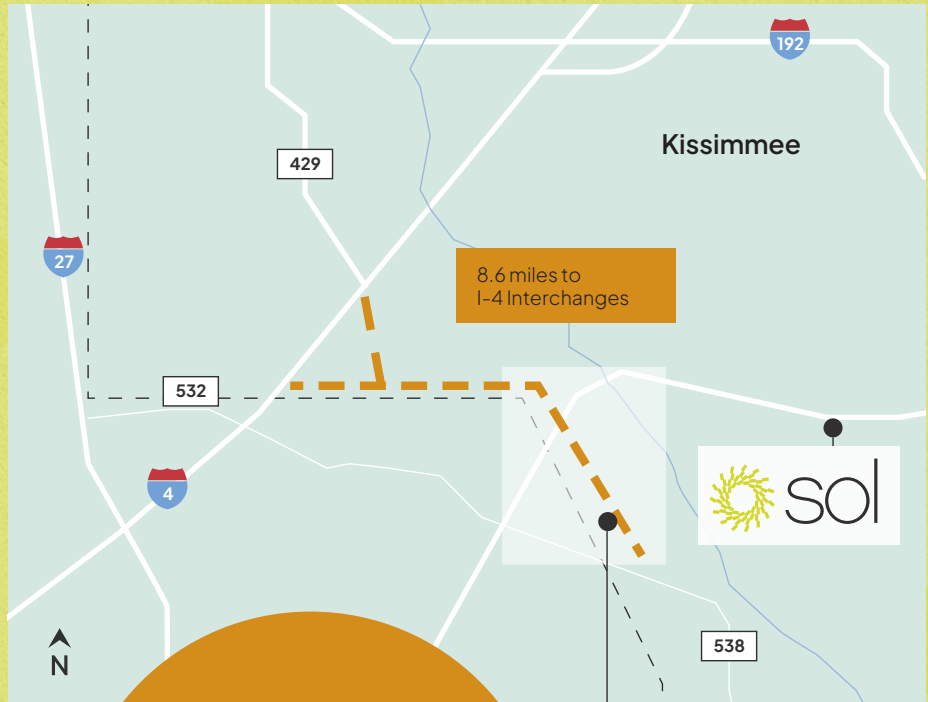 192
Kissimmee
429
27
8.6 miles to
I-4 Interchanges
532
4
sol
538
N